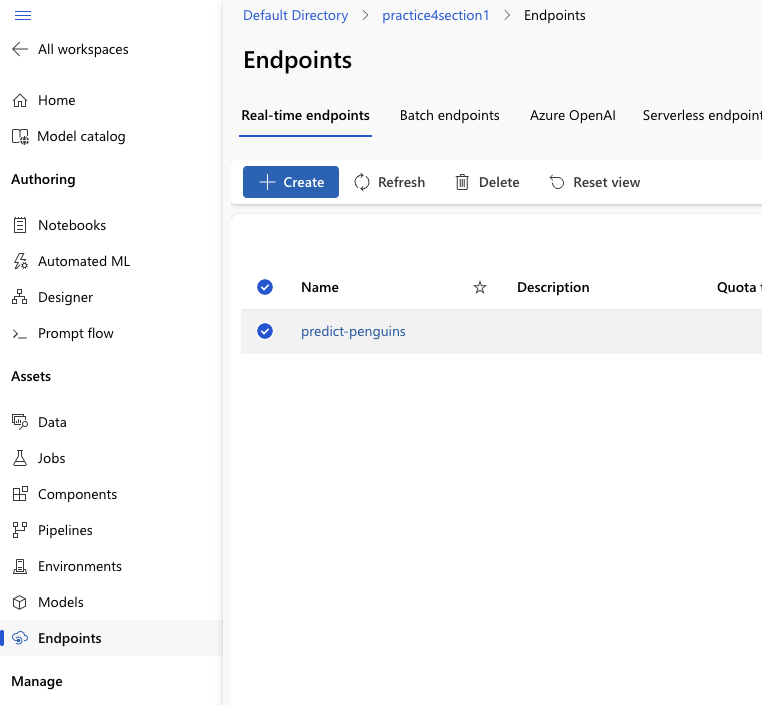 Default Directory > practice4section1 > Endpoints
All workspaces
Home
Model catalog
Authoring
Notebooks
Automated ML
Designer
Prompt flow
Assets
Data
Jobs
Components
Pipelines
Environments
Models
Endpoints
Manage
Endpoints
Real-time endpoints Batch endpoints Azure OpenAI Serverless endpoint
Create Refresh Delete Reset view
Name Description Quota
predict-penguins